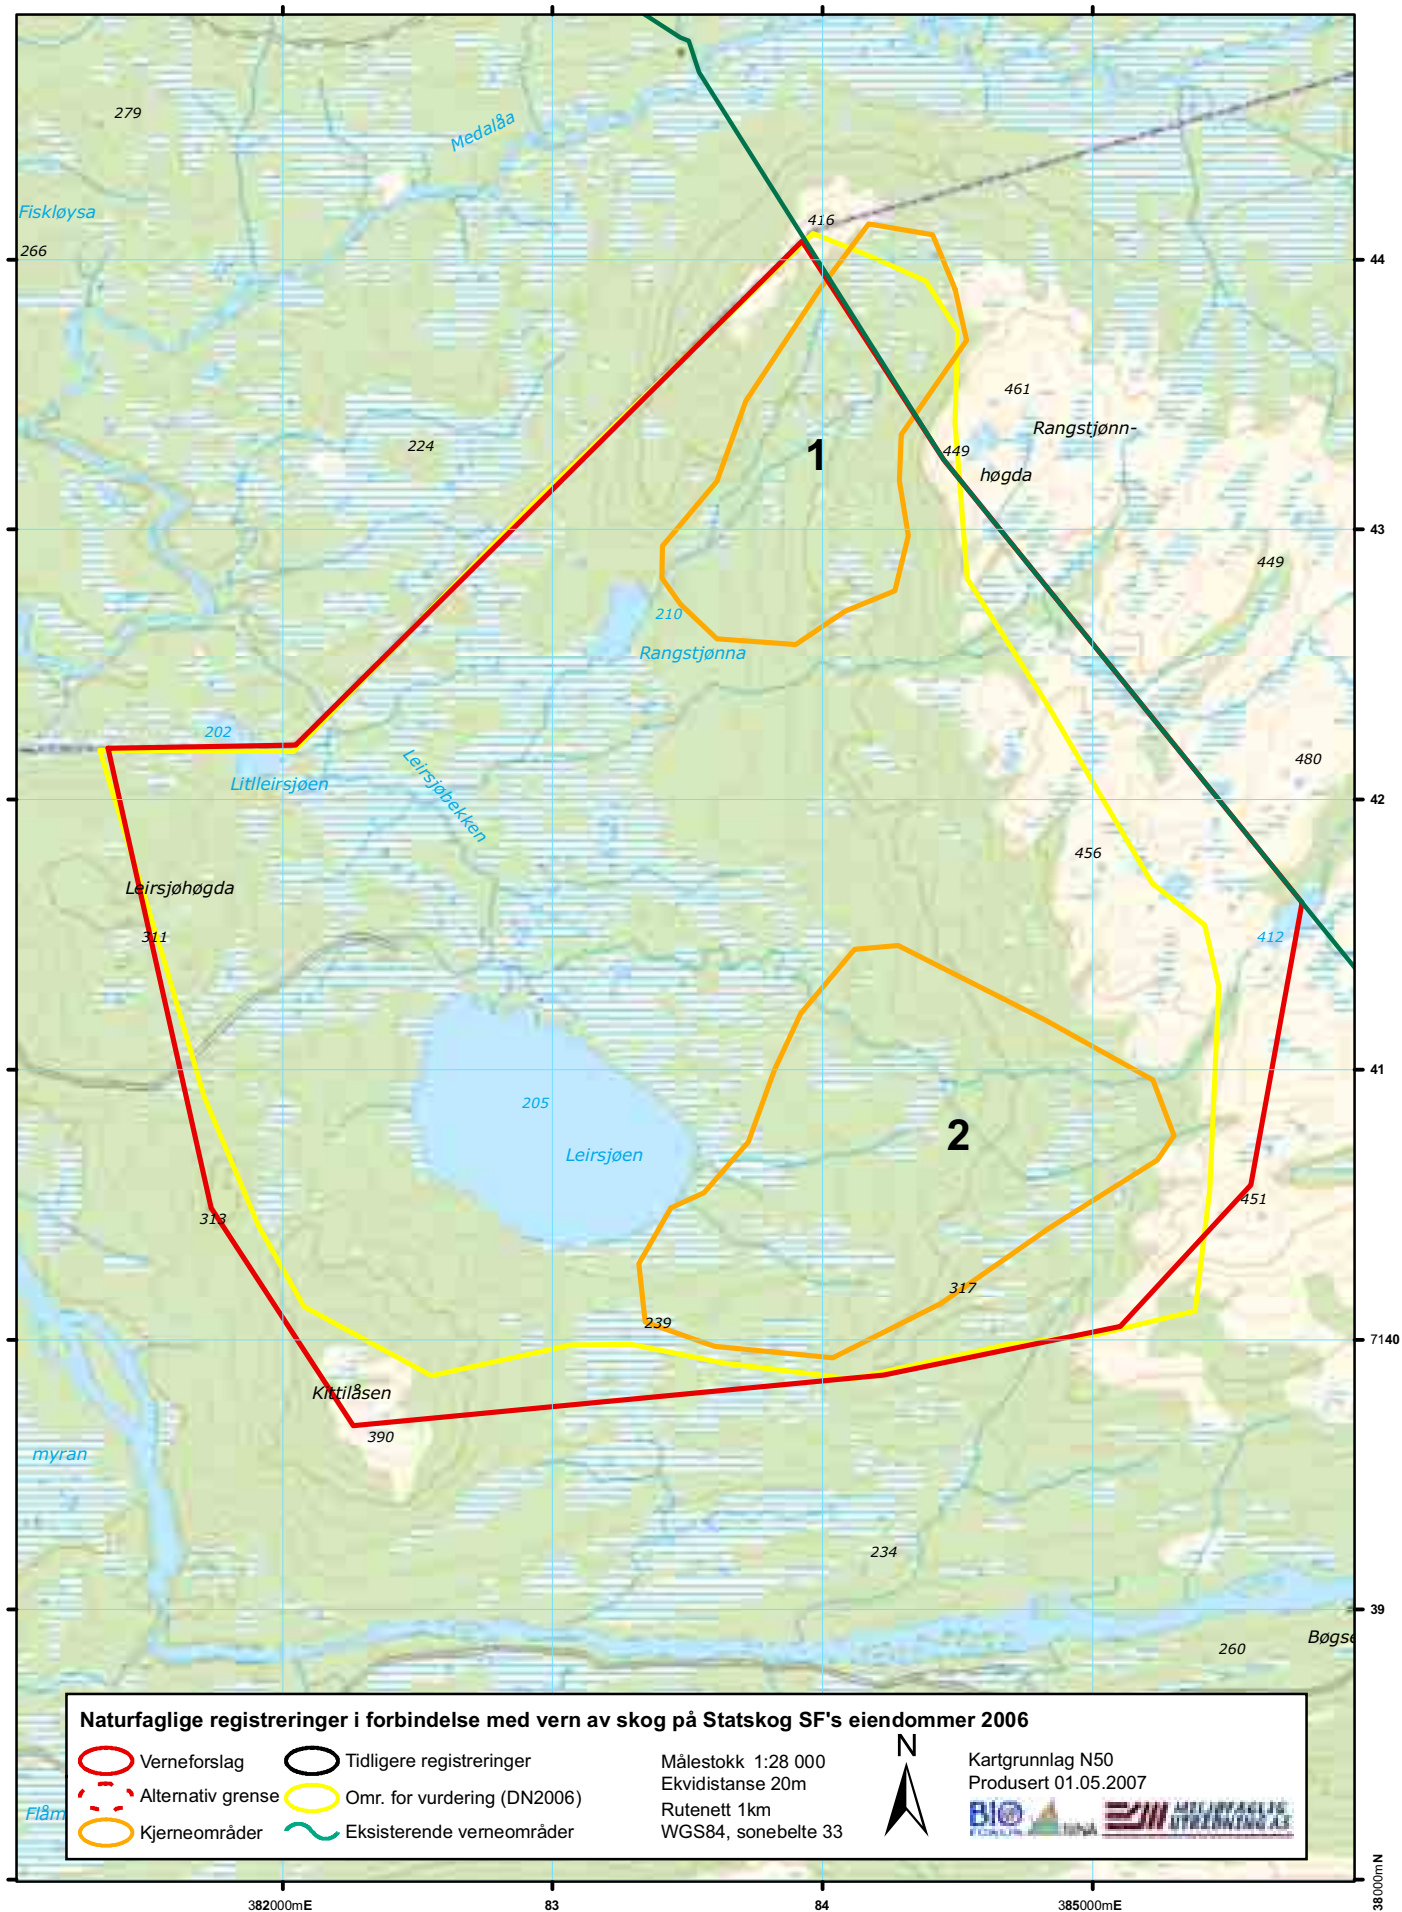 279
Medalåa
Fiskløysa
416
266
44
461
Rangstjønn-
224
1
449
høgda
43
449
210
Rangstjønna
202
480
Leirsjøbekken
Litlleirsjøen
42
456
Leirsjøhøgda
311
412
41
205
2
Leirsjøen
451
313
317
239
7140
Kittilåsen
390
myran
234
39
Bøgse
260
Naturfaglige registreringer i forbindelse med vern av skog på Statskog SF's eiendommer 2006
Verneforslag
Alternativ grense
Kjerneområder
Tidligere registreringer
Omr. for vurdering (DN2006)
Eksisterende verneområder
Målestokk 1:28 000
Ekvidistanse 20m
Rutenett 1km
WGS84, sonebelte 33
N
Kartgrunnlag N50
Produsert 01.05.2007
BIO
Flåm
38000mN
382000mE
83
84
385000mE